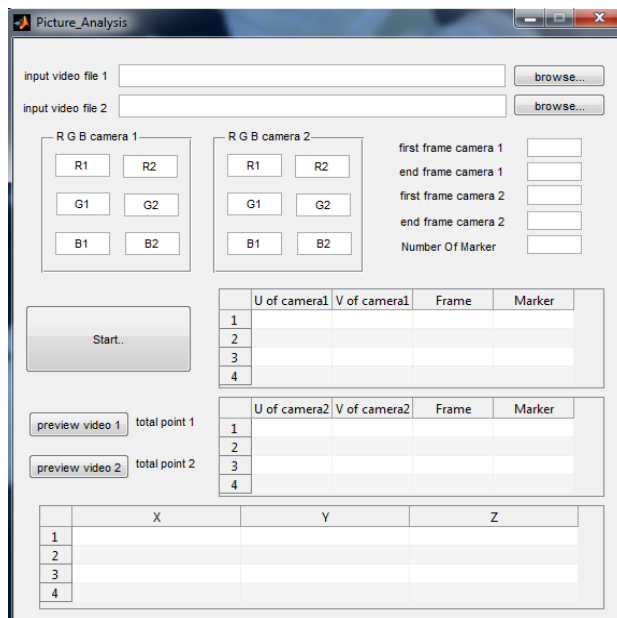 Picture_Analysis
input video file 1 browse...
input video file 2 browse...
R G B camera 1 R G B camera 2
first frame camera 1
R1 R2 R1 R2
end frame camera 1
first frame camera 2
G1 G2 G1 G2
end frame camera 2
B1 B2 B1 B2
Number Of Marker
U of camera1 V of camera1 Frame Marker
1
2
3
4
Start..
U of camera2 V of camera2 Frame Marker
1
2
3
4
preview video 1 total point 1
preview video 2 total point 2
X Y Z
1
2
3
4